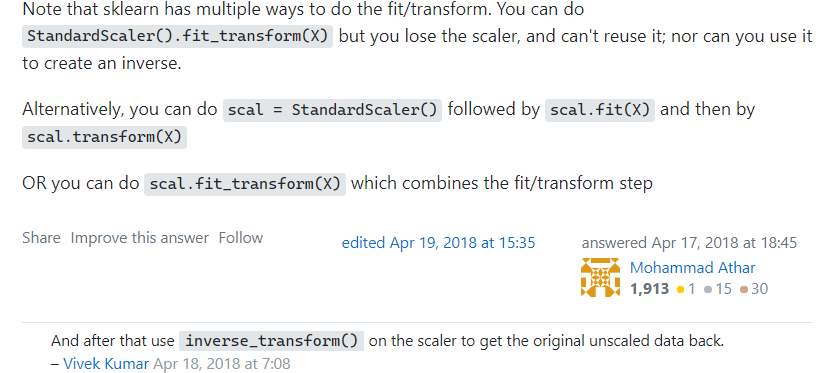 Note that sklearn has multiple ways to do the fit/transform. You can do
StandardScaler().fit_transform(X) but you lose the scaler, and can't reuse it; nor can you use it
to create an inverse.
Alternatively, you can do scal = StandardScaler() followed by scal.fit(X) and then by
scal.transform(X)
OR you can do scal.fit_transform(X) which combines the fit/transform step
Share Improve this answer Follow
edited Apr 19, 2018 at 15:35
answered Apr 17, 2018 at 18:45
Mohammad Athar
1,913 1 15 30
And after that use inverse_transform() on the scaler to get the original unscaled data back.
– Vivek Kumar Apr 18, 2018 at 7:08